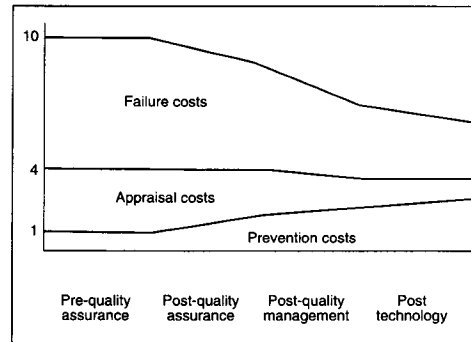 10
Failure costs
4
Appraisal costs
1
Prevention costs
Pre-quality assurance
Post-quality assurance
Post-quality management
Post technology